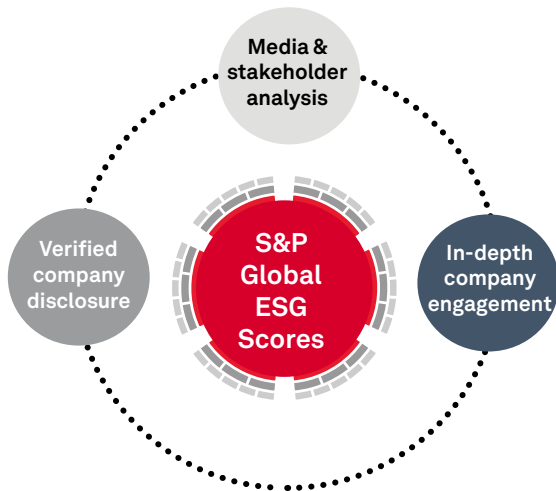 Media &
stakeholder
analysis
Verified
company
disclosure
S&P
Global
ESG
Scores
In-depth
company
engagement